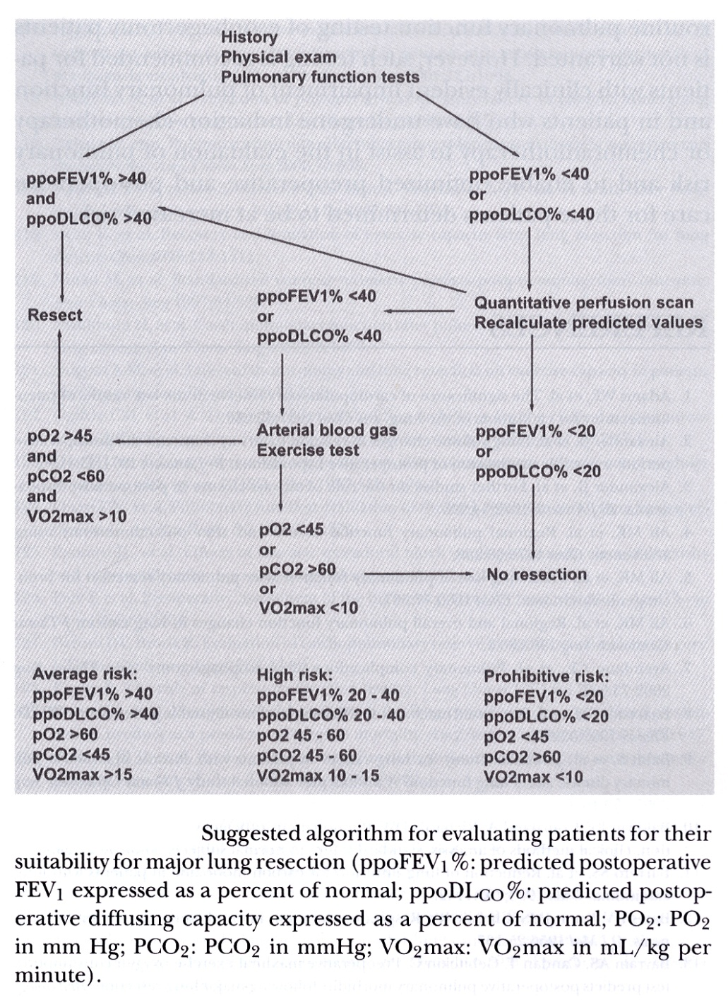 History
Physical exam
Pulmonary function tests
ppoFEV1% >40
and
ppoDLCO% >40
ppoFEV1% <40
or
ppoDLCO% <40
Resect
ppoFEV1% <40
or
ppoDLCO% <40
Quantitative perfusion scan
Recalculate predicted values
pO2 >45
and
pCO2 <60
and
VO2max >10
Arterial blood gas
Exercise test
ppoFEV1% <20
or
ppoDLCO% <20
pO2 <45
or
pCO2 >60
or
VO2max <10
No resection
Average risk:
ppoFEV1% >40
ppoDLCO% >40
pO2 >60
pCO2 <45
VO2max >15
High risk:
ppoFEV1% 20 - 40
ppoDLCO% 20 - 40
pO2 45 - 60
pCO2 45 - 60
VO2max 10 - 15
Prohibitive risk:
ppoFEV1% <20
ppoDLCO% <20
pO2 <45
pCO2 >60
VO2max <10
Suggested algorithm for evaluating patients for their
suitability for major lung resection (ppoFEV₁%: predicted postoperative
FEV₁ expressed as a percent of normal; ppoDL_CO%: predicted postop-
erative diffusing capacity expressed as a percent of normal; PO₂: PO₂
in mm Hg; PCO₂: PCO₂ in mmHg; VO₂max: VO₂max in mL/kg per
minute).